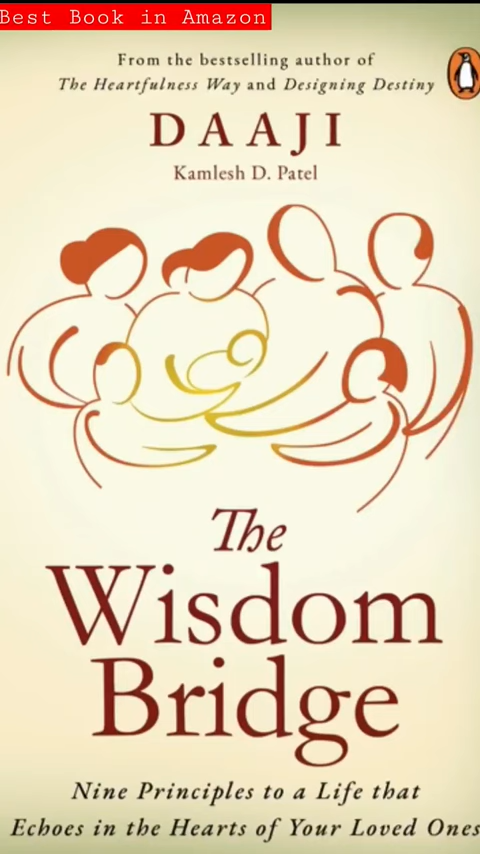 Best Book in Amazon
From the bestselling author of
The Heartfulness Way and Designing Destiny
DAAJI
Kamlesh D. Patel
The
Wisdom
Bridge
Nine Principles to a Life that
Echoes in the Hearts of Your Loved Ones